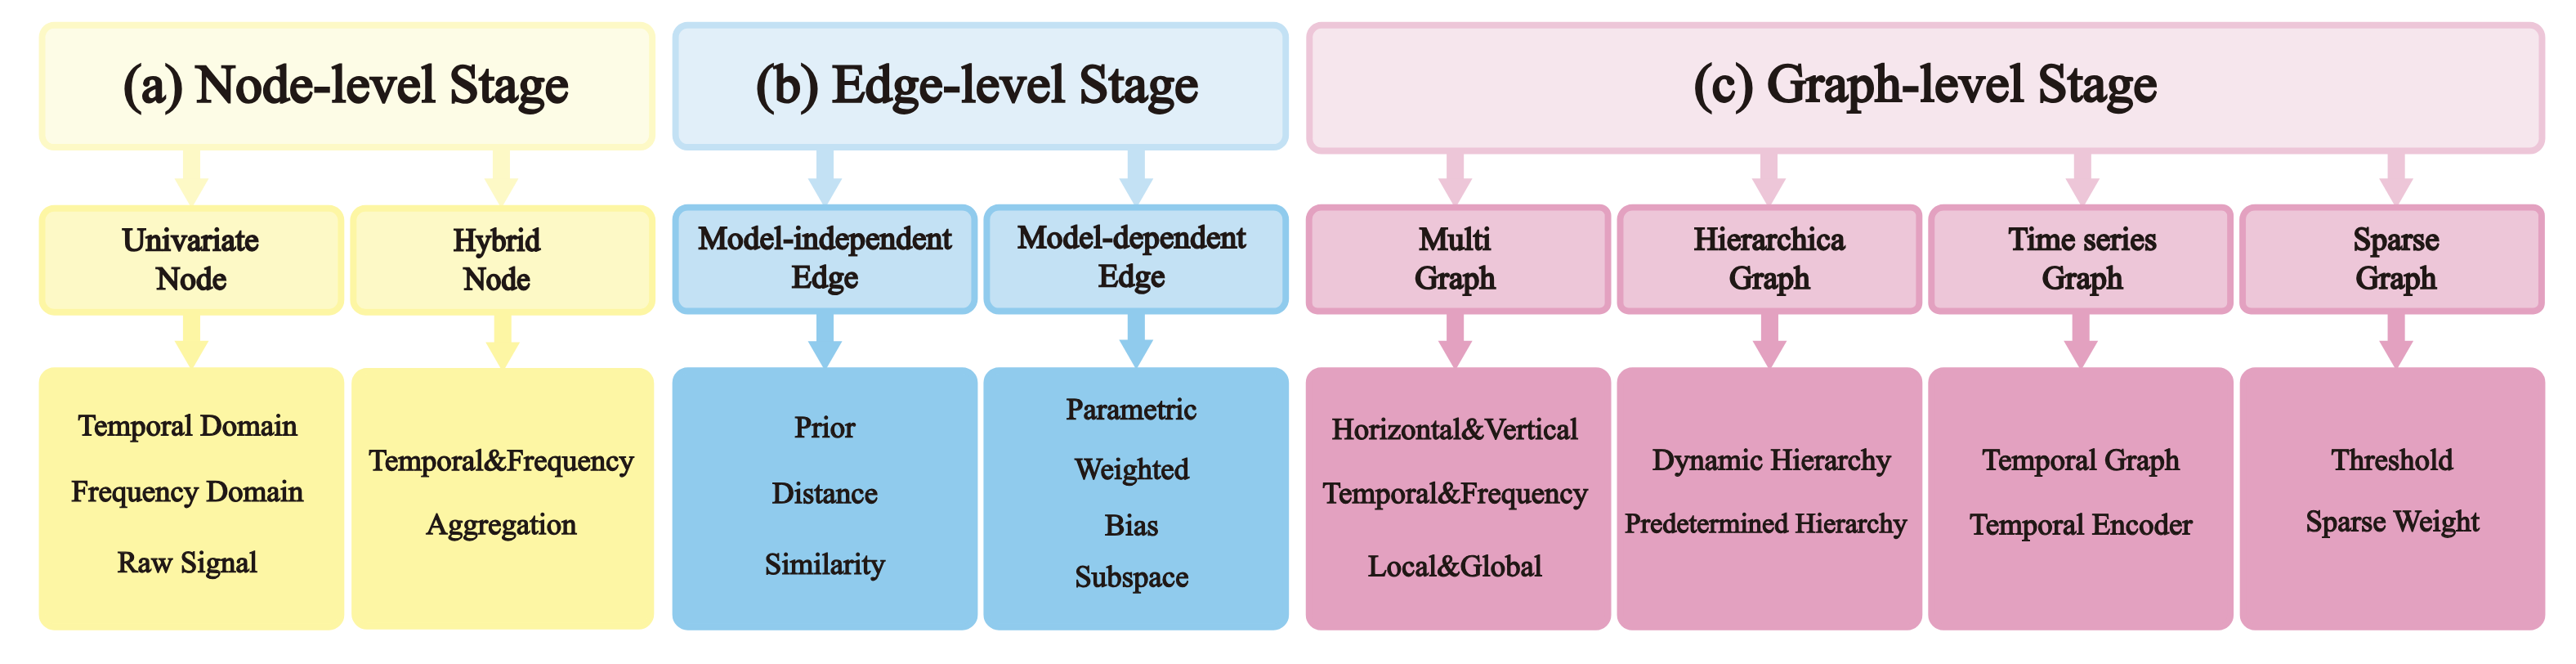 (a) Node-level Stage
Univariate
Node
Hybrid
Node
Temporal Domain
Frequency Domain
Raw Signal
Temporal&Frequency
Aggregation
(b) Edge-level Stage
Model-independent
Edge
Model-dependent
Edge
Prior
Distance
Similarity
Parametric
Weighted
Bias
Subspace
(c) Graph-level Stage
Multi
Graph
Hierarchica
Graph
Time series
Graph
Sparse
Graph
Horizontal&Vertical
Temporal&Frequency
Local&Global
Dynamic Hierarchy
Predetermined Hierarchy
Temporal Graph
Temporal Encoder
Threshold
Sparse Weight